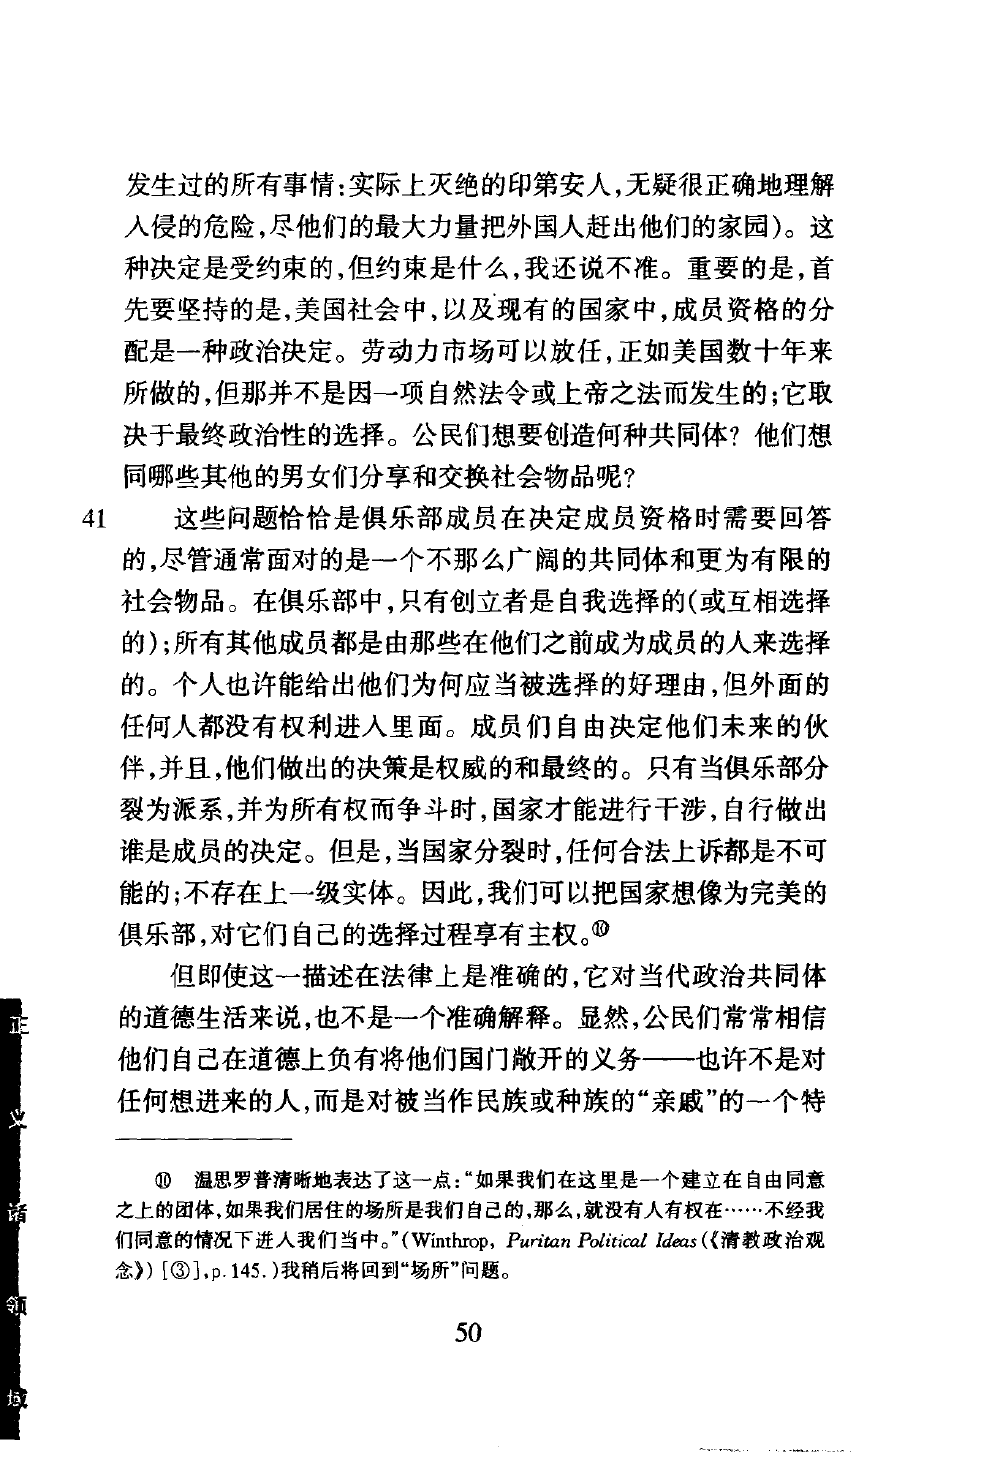 发生过的所有事情:实际上灭绝的印第安人,无疑很正确地理解
入侵的危险,尽他们的最大力量把外国人赶出他们的家园)。这
种决定是受约束的,但约束是什么,我还说不准。重要的是,首
先要坚持的是,美国社会中,以及现有的国家中,成员资格的分
配是一种政治决定。劳动力市场可以放任,正如美国数十年来
所做的,但那并不是因一项自然法令或上帝之法而发生的;它取
决于最终政治性的选择。公民们想要创造何种共同体?他们想
同哪些其他的男女们分享和交换社会物品呢?
41 这些问题恰恰是俱乐部成员在决定成员资格时需要回答
的,尽管通常面对的是一个不那么广阔的共同体和更为有限的
社会物品。在俱乐部中,只有创立者是自我选择的(或互相选择
的);所有其他成员都是由那些在他们之前成为成员的人来选择
的。个人也许能给出他们为何应当被选择的好理由,但外面的
任何人都没有权利进入里面。成员们自由决定他们未来的伙
伴,并且,他们做出的决策是权威的和最终的。只有当俱乐部分
裂为派系,并为所有权而争斗时,国家才能进行干涉,自行做出
谁是成员的决定。但是,当国家分裂时,任何合法上诉都是不可
能的;不存在上一级实体。因此,我们可以把国家想像为完美的
俱乐部,对它们自己的选择过程享有主权。⑩
但即使这一描述在法律上是准确的,它对当代政治共同体
的道德生活来说,也不是一个准确解释。显然,公民们常常相信
他们自己在道德上负有将他们国门敞开的义务——也许不是对
任何想进来的人,而是对被当作民族或种族的“亲戚”的一个特
⑩ 温思罗普清晰地表达了这一点:“如果我们在这里是一个建立在自由同意
之上的团体,如果我们居住的场所是我们自己的,那么,就没有人有权在……不经我
们同意的情况下进入我们当中。”(Winthrop, Puritan Political Ideas(《清教政治观
念》)[③],p.145.)我稍后将回到“场所”问题。
50
正
义
诸
领
域